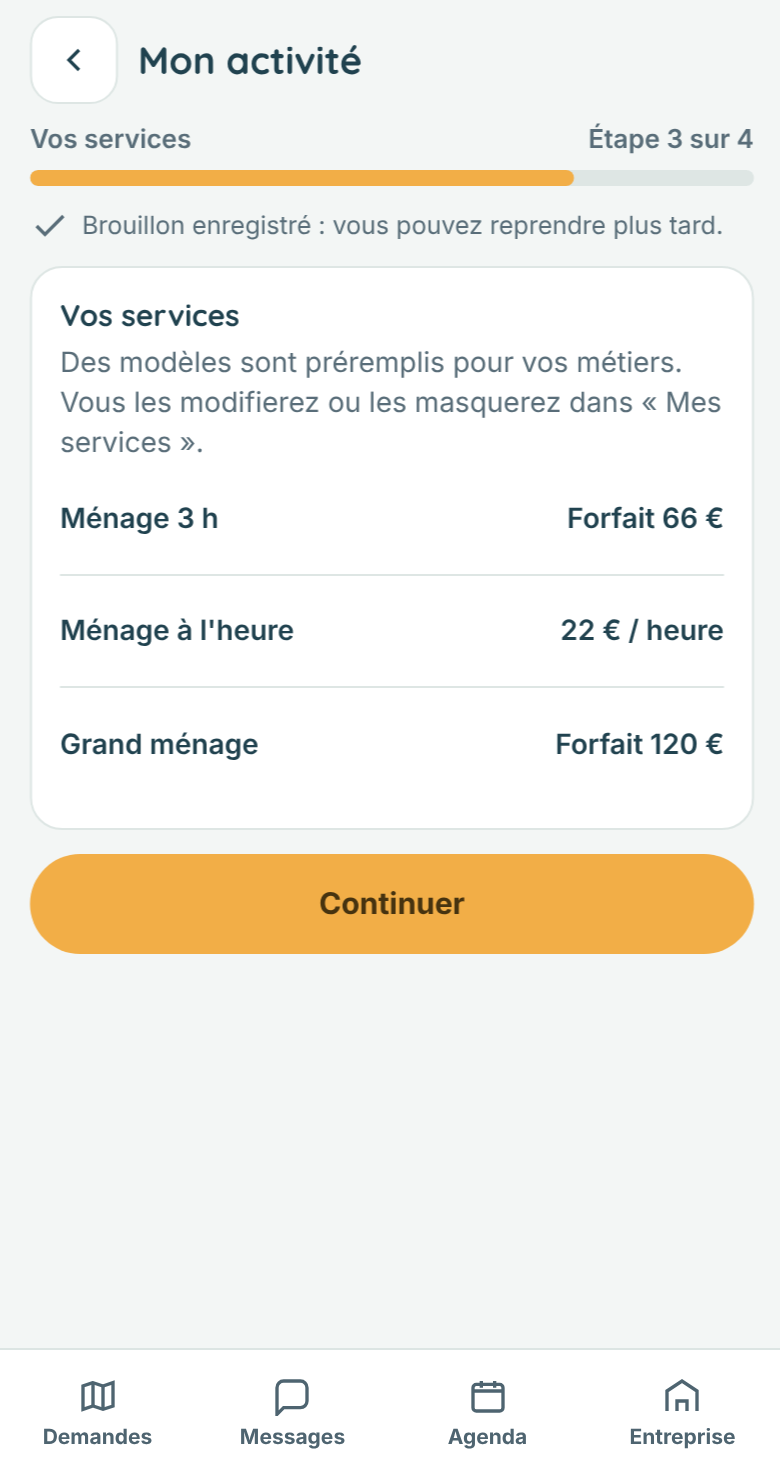 Mon activité
Vos services
Étape 3 sur 4
Brouillon enregistré : vous pouvez reprendre plus tard.
Vos services
Des modèles sont préremplis pour vos métiers.
Vous les modifierez ou les masquerez dans « Mes
services ».
Ménage 3 h
Forfait 66 €
Ménage à l'heure
22 € / heure
Grand ménage
Forfait 120 €
Continuer
Demandes
Messages
Agenda
Entreprise